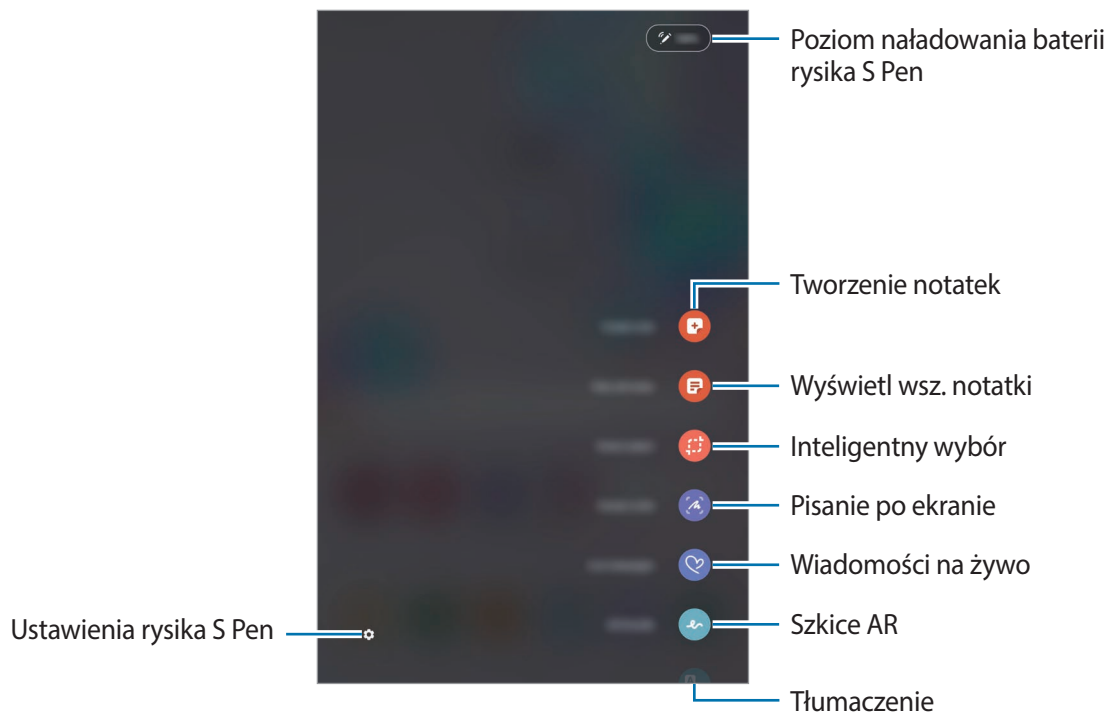 Poziom naładowania baterii
rysika S Pen
Tworzenie notatek
Wyświetl wsz. notatki
Inteligentny wybór
Pisanie po ekranie
Wiadomości na żywo
Ustawienia rysika S Pen
Szkice AR
Tłumaczenie